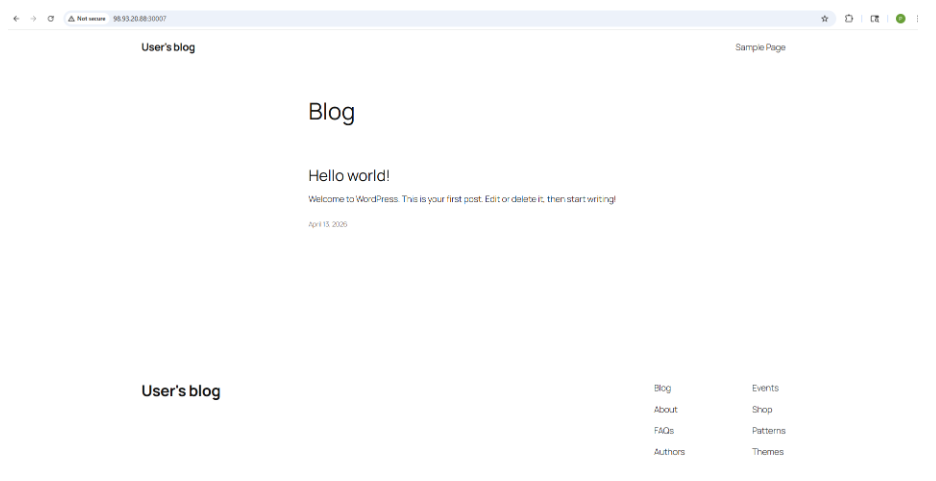 Not secure 98.93.20.88:30007
User's blog
Sample Page
Blog
Hello world!
Welcome to WordPress. This is your first post. Edit or delete it, then start writing!
April 13, 2026
User's blog
Blog
About
FAQs
Authors
Events
Shop
Patterns
Themes